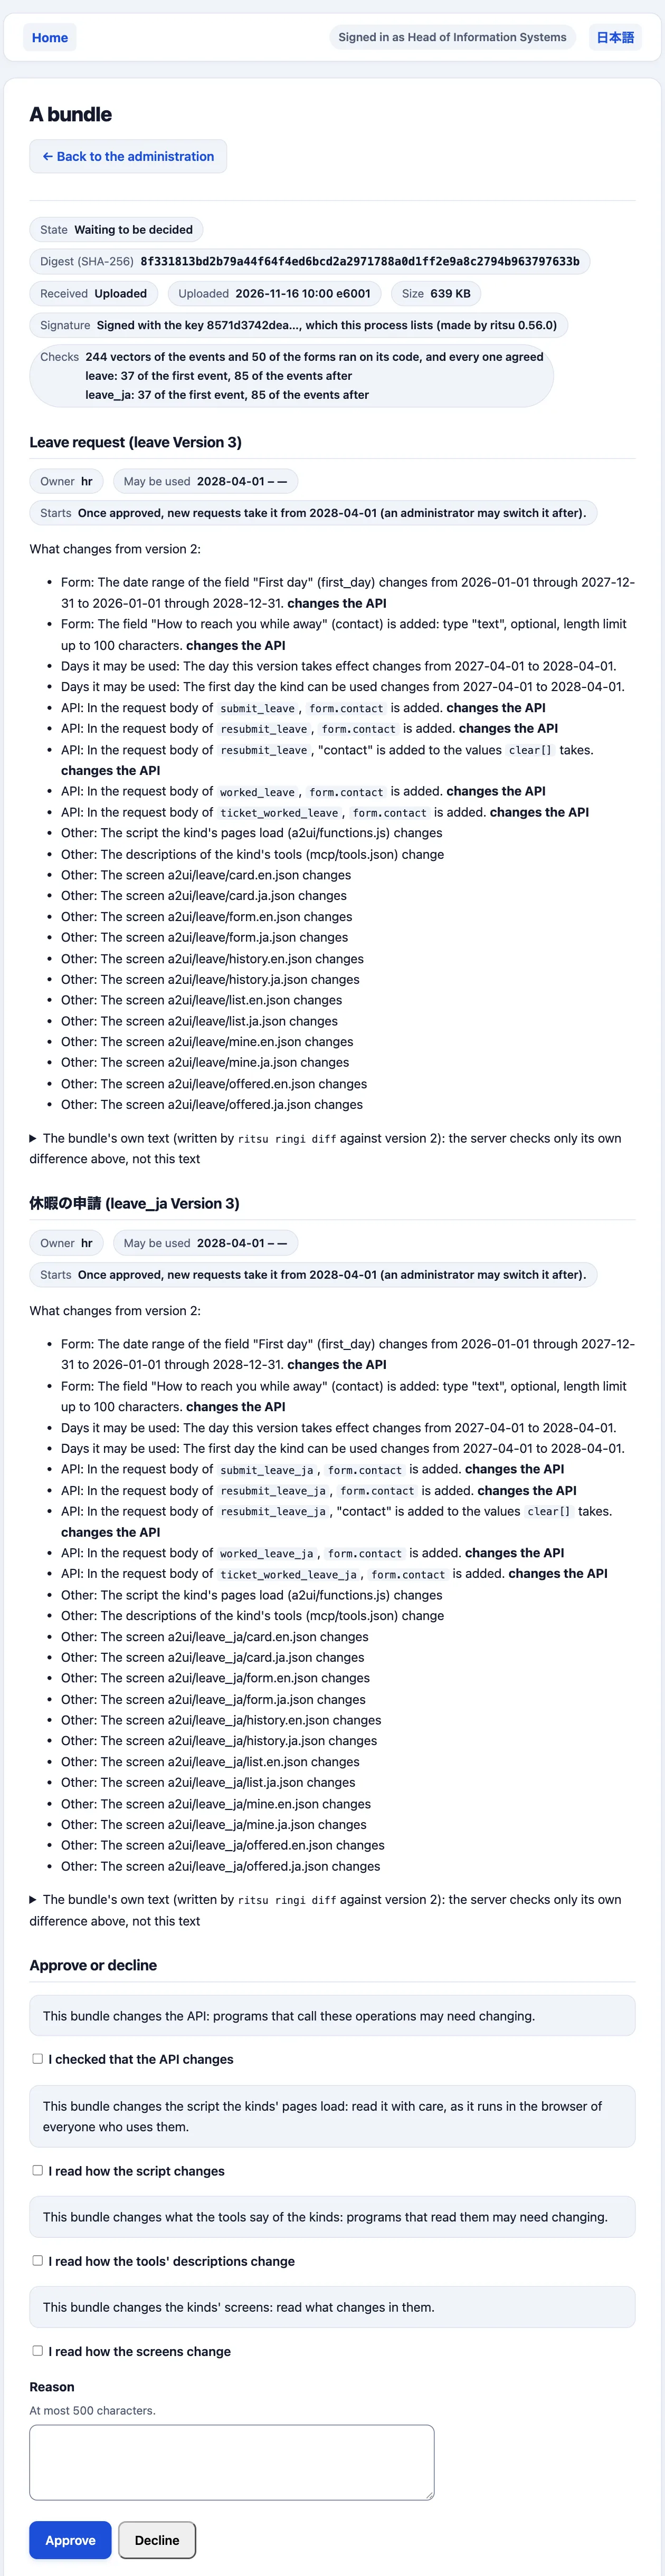 Home
Signed in as Head of Information Systems
日本語
A bundle
← Back to the administration
State Waiting to be decided
Digest (SHA-256) 8f331813bd2b79a44f64f4ed6bcd2a2971788a0d1ff2e9a8c2794b963797633b
Received Uploaded
Uploaded 2026-11-16 10:00 e6001
Size 639 KB
Signature Signed with the key 8571d3742dea..., which this process lists (made by ritsu 0.56.0)
Checks 244 vectors of the events and 50 of the forms ran on its code, and every one agreed
leave: 37 of the first event, 85 of the events after
leave_ja: 37 of the first event, 85 of the events after
Leave request (leave Version 3)
Owner hr
May be used 2028-04-01 – —
Starts Once approved, new requests take it from 2028-04-01 (an administrator may switch it after).
What changes from version 2:
• Form: The date range of the field "First day" (first_day) changes from 2026-01-01 through 2027-12-
31 to 2026-01-01 through 2028-12-31. changes the API
• Form: The field "How to reach you while away" (contact) is added: type "text", optional, length limit
up to 100 characters. changes the API
• Days it may be used: The day this version takes effect changes from 2027-04-01 to 2028-04-01.
• Days it may be used: The first day the kind can be used changes from 2027-04-01 to 2028-04-01.
• API: In the request body of submit_leave, form.contact is added. changes the API
• API: In the request body of resubmit_leave, form.contact is added. changes the API
• API: In the request body of resubmit_leave, "contact" is added to the values clear[] takes.
changes the API
• API: In the request body of worked_leave, form.contact is added. changes the API
• API: In the request body of ticket_worked_leave, form.contact is added. changes the API
• Other: The script the kind's pages load (a2ui/functions.js) changes
• Other: The descriptions of the kind's tools (mcp/tools.json) change
• Other: The screen a2ui/leave/card.en.json changes
• Other: The screen a2ui/leave/card.ja.json changes
• Other: The screen a2ui/leave/form.en.json changes
• Other: The screen a2ui/leave/form.ja.json changes
• Other: The screen a2ui/leave/history.en.json changes
• Other: The screen a2ui/leave/history.ja.json changes
• Other: The screen a2ui/leave/list.en.json changes
• Other: The screen a2ui/leave/list.ja.json changes
• Other: The screen a2ui/leave/mine.en.json changes
• Other: The screen a2ui/leave/mine.ja.json changes
• Other: The screen a2ui/leave/offered.en.json changes
• Other: The screen a2ui/leave/offered.ja.json changes
▶ The bundle's own text (written by ritsu ringi diff against version 2): the server checks only its own
difference above, not this text
休暇の申請 (leave_ja Version 3)
Owner hr
May be used 2028-04-01 – —
Starts Once approved, new requests take it from 2028-04-01 (an administrator may switch it after).
What changes from version 2:
• Form: The date range of the field "First day" (first_day) changes from 2026-01-01 through 2027-12-
31 to 2026-01-01 through 2028-12-31. changes the API
• Form: The field "How to reach you while away" (contact) is added: type "text", optional, length limit
up to 100 characters. changes the API
• Days it may be used: The day this version takes effect changes from 2027-04-01 to 2028-04-01.
• Days it may be used: The first day the kind can be used changes from 2027-04-01 to 2028-04-01.
• API: In the request body of submit_leave_ja, form.contact is added. changes the API
• API: In the request body of resubmit_leave_ja, form.contact is added. changes the API
• API: In the request body of resubmit_leave_ja, "contact" is added to the values clear[] takes.
changes the API
• API: In the request body of worked_leave_ja, form.contact is added. changes the API
• API: In the request body of ticket_worked_leave_ja, form.contact is added. changes the API
• Other: The script the kind's pages load (a2ui/functions.js) changes
• Other: The descriptions of the kind's tools (mcp/tools.json) change
• Other: The screen a2ui/leave_ja/card.en.json changes
• Other: The screen a2ui/leave_ja/card.ja.json changes
• Other: The screen a2ui/leave_ja/form.en.json changes
• Other: The screen a2ui/leave_ja/form.ja.json changes
• Other: The screen a2ui/leave_ja/history.en.json changes
• Other: The screen a2ui/leave_ja/history.ja.json changes
• Other: The screen a2ui/leave_ja/list.en.json changes
• Other: The screen a2ui/leave_ja/list.ja.json changes
• Other: The screen a2ui/leave_ja/mine.en.json changes
• Other: The screen a2ui/leave_ja/mine.ja.json changes
• Other: The screen a2ui/leave_ja/offered.en.json changes
• Other: The screen a2ui/leave_ja/offered.ja.json changes
▶ The bundle's own text (written by ritsu ringi diff against version 2): the server checks only its own
difference above, not this text
Approve or decline
This bundle changes the API: programs that call these operations may need changing.
I checked that the API changes
This bundle changes the script the kinds' pages load: read it with care, as it runs in the browser of
everyone who uses them.
I read how the script changes
This bundle changes what the tools say of the kinds: programs that read them may need changing.
I read how the tools' descriptions change
This bundle changes the kinds' screens: read what changes in them.
I read how the screens change
Reason
At most 500 characters.
Approve
Decline